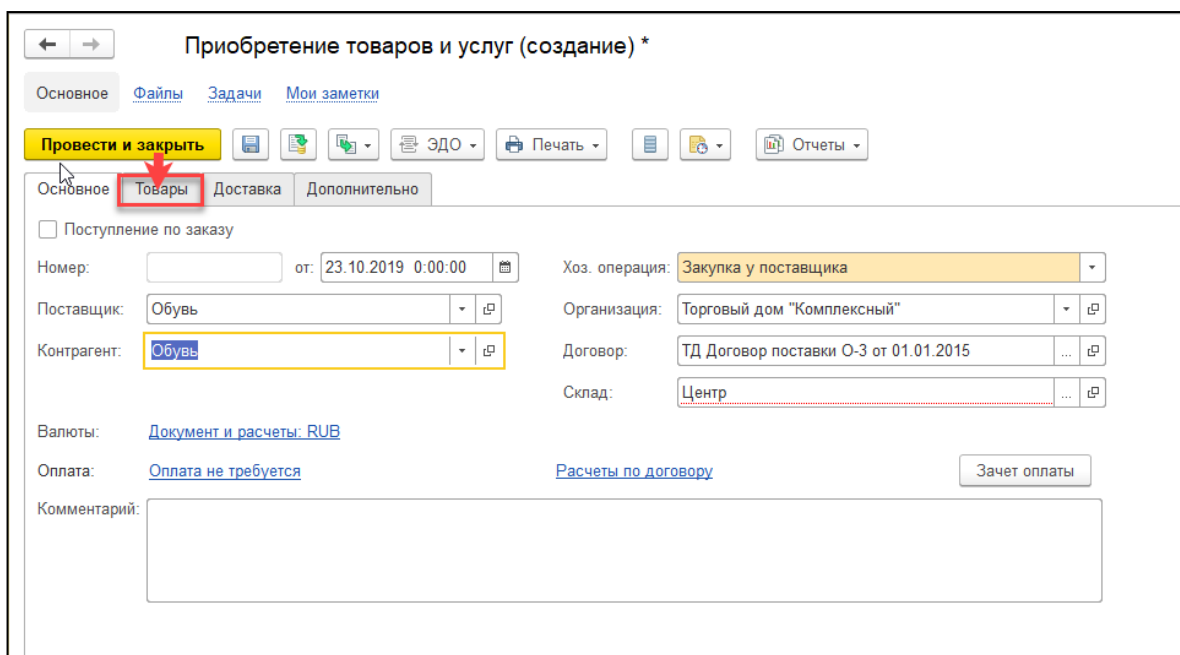 Приобретение товаров и услуг (создание) *
Основное Файлы Задачи Мои заметки
Провести и закрыть ЭДО Печать Отчеты
Основное Товары Доставка Дополнительно
Поступление по заказу
Номер: от: 23.10.2019 0:00:00 Хоз. операция: Закупка у поставщика
Поставщик: Обувь Организация: Торговый дом "Комплексный"
Контрагент: Обувь Договор: ТД Договор поставки О-3 от 01.01.2015 ...
Склад: Центр ...
Валюты: Документ и расчеты: RUB
Оплата: Оплата не требуется Расчеты по договору Зачет оплаты
Комментарий: